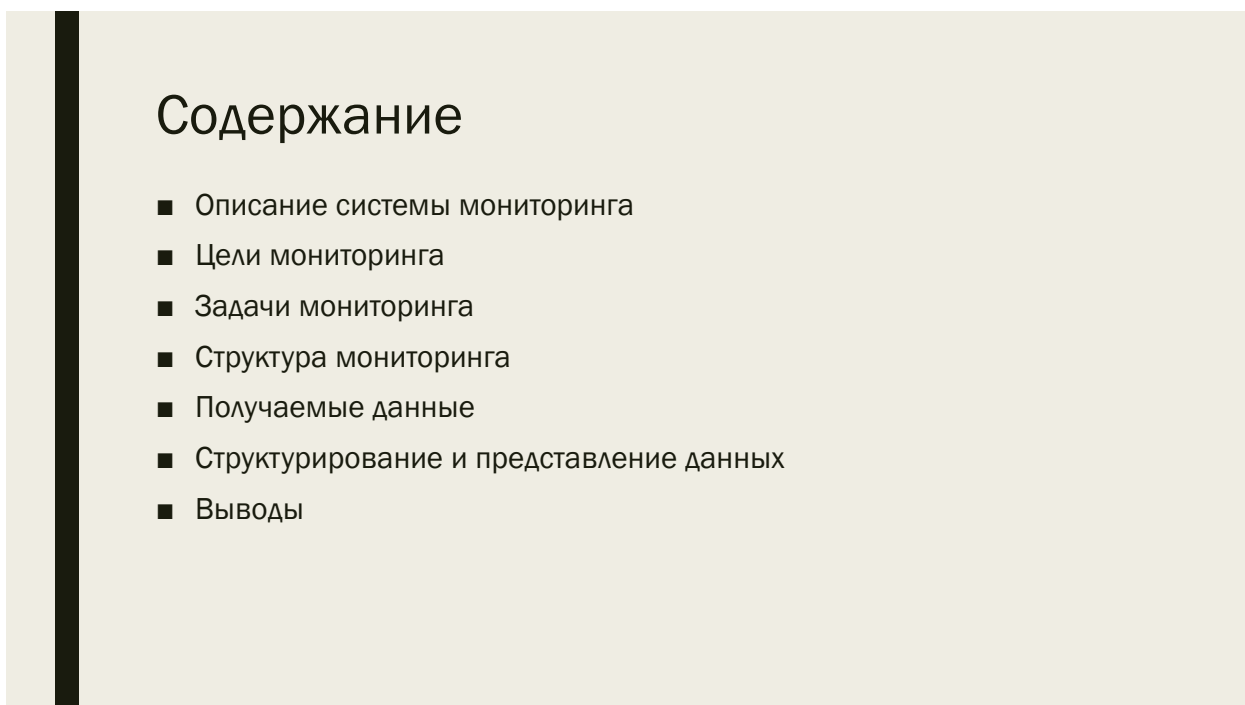 Содержание
■ Описание системы мониторинга
■ Цели мониторинга
■ Задачи мониторинга
■ Структура мониторинга
■ Получаемые данные
■ Структурирование и представление данных
■ Выводы